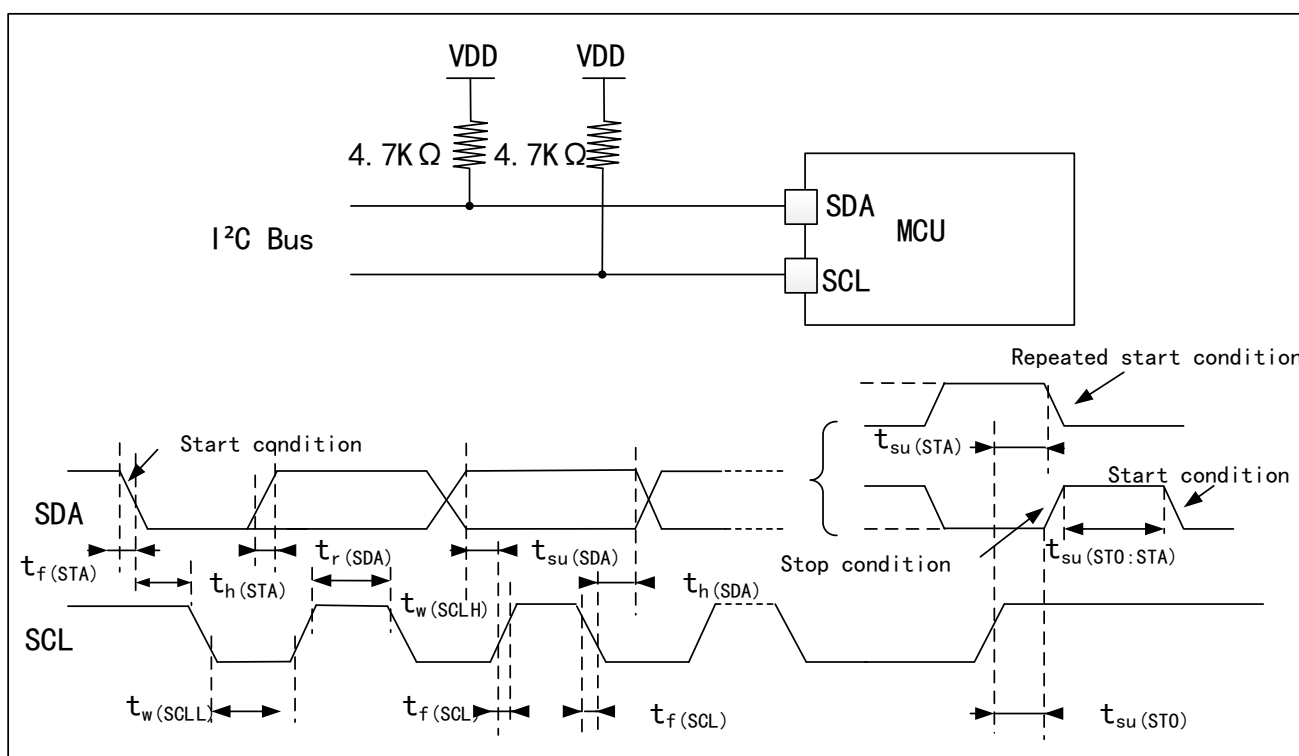 VDD VDD
4.7KΩ 4.7KΩ
SDA
MCU
I²C Bus
SCL
Repeated start condition
Start condition
tsu(STA)
Start condition
SDA
tf(STA)
th(STA)
tr(SDA)
tsu(SDA)
Stop condition
tsu(STO:STA)
tw(SCLH)
th(SDA)
SCL
tw(SCLL)
tf(SCL)
tf(SCL)
tsu(STO)